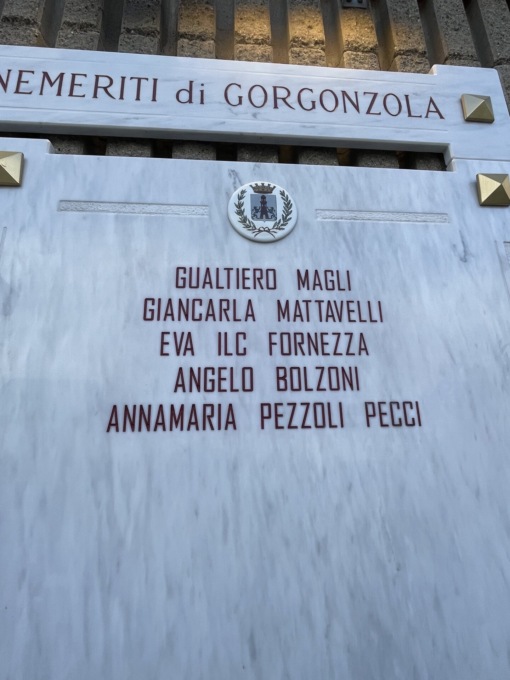 NEMERITI di GORGONZOLA
GUALTIERO MAGLI
GIANCARLA MATTAVELLI
EVA ILC FORNEZZA
ANGELO BOLZONI
ANNAMARIA PEZZOLI PECCI